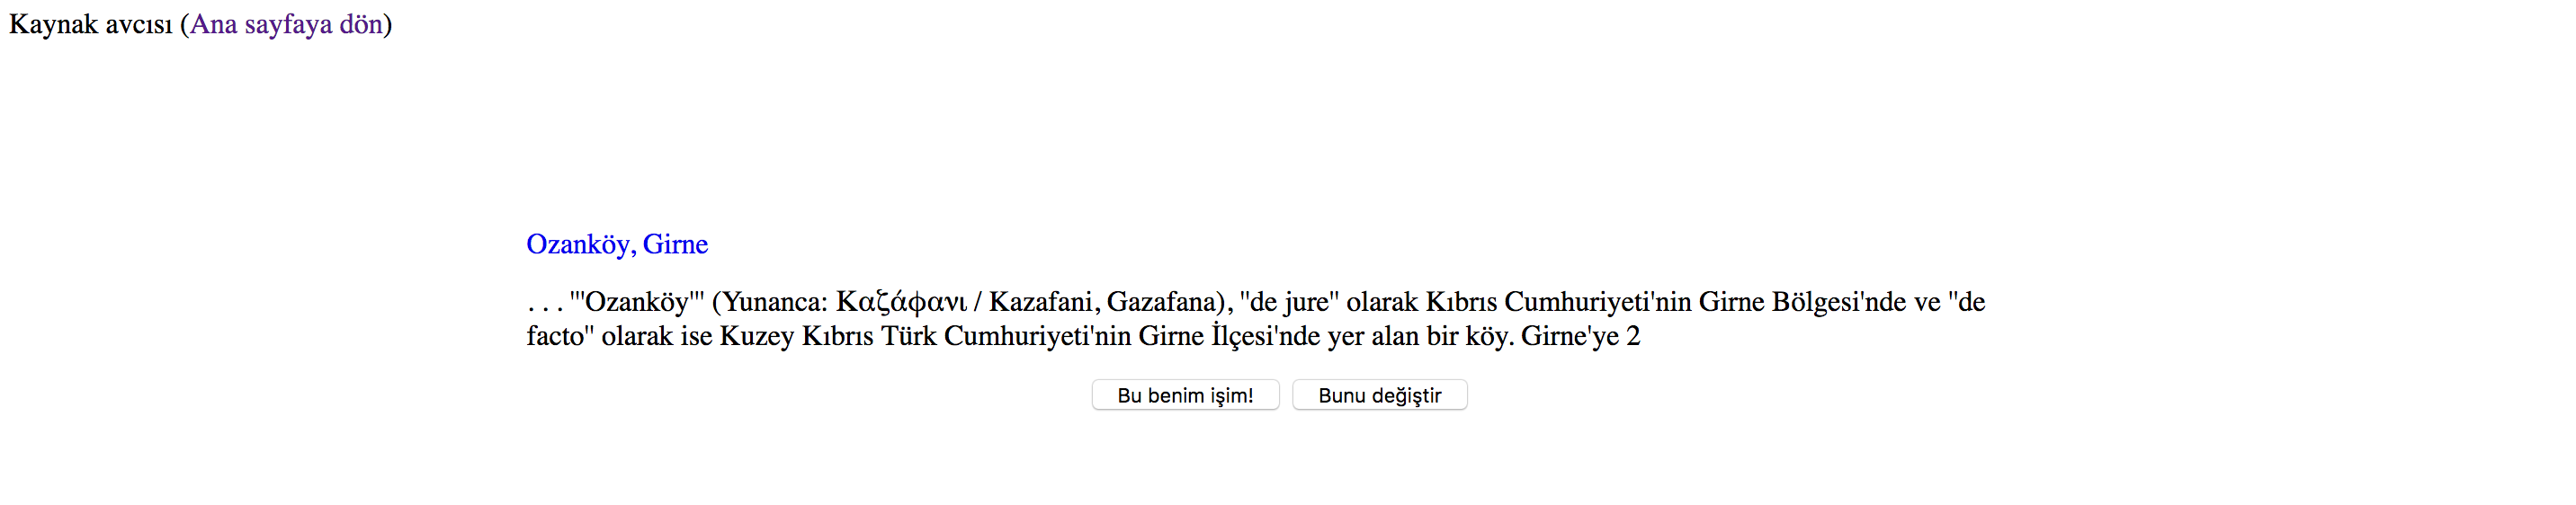 Kaynak avcısı (Ana sayfaya dön)
Ozanköy, Girne
. . . '''Ozanköy''' (Yunanca: Καζάφανι / Kazafani, Gazafana), ''de jure'' olarak Kıbrıs Cumhuriyeti'nin Girne Bölgesi'nde ve ''de
facto'' olarak ise Kuzey Kıbrıs Türk Cumhuriyeti'nin Girne İlçesi'nde yer alan bir köy. Girne'ye 2
Bu benim işim! Bunu değiştir